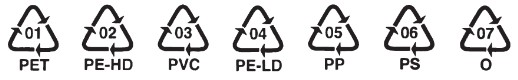 01 02 03 04 05 06 07
PET PE-HD PVC PE-LD PP PS O